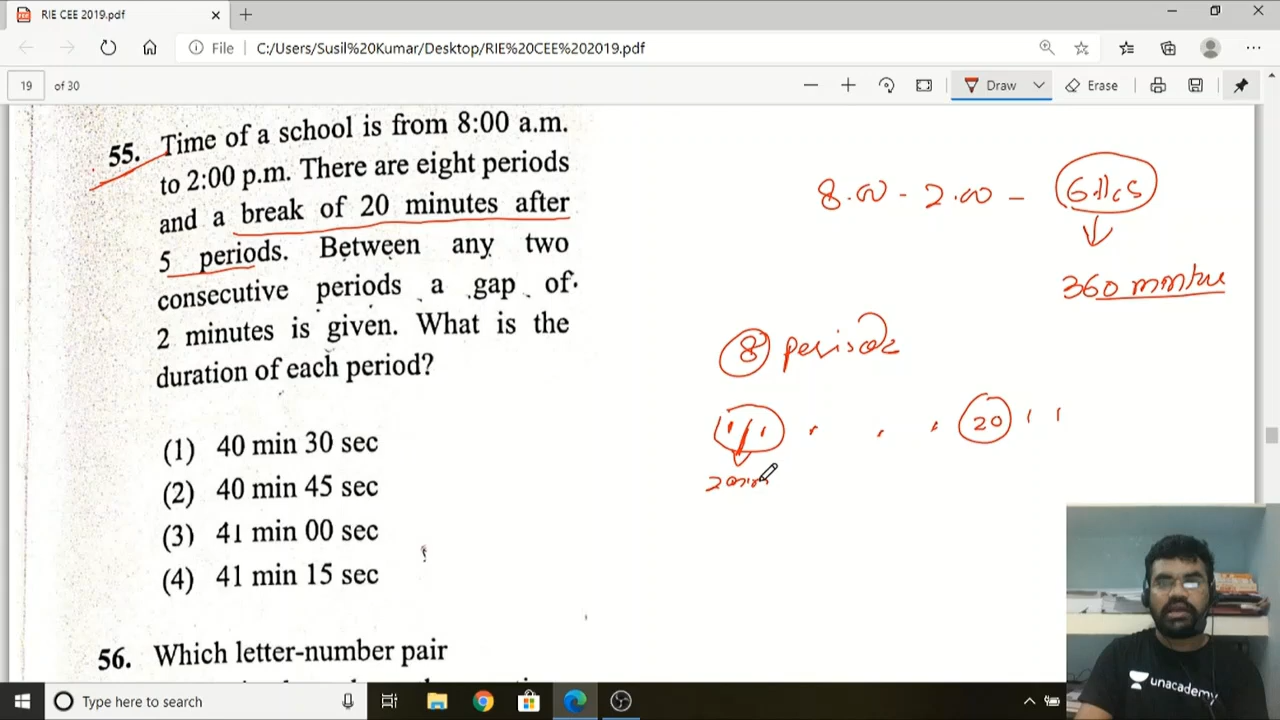 RIE CEE 2019.pdf
File C:/Users/Susil%20Kumar/Desktop/RIE%20CEE%202019.pdf
19 of 30 Draw Erase
55. Time of a school is from 8:00 a.m.
to 2:00 p.m. There are eight periods
and a break of 20 minutes after
5 periods. Between any two
consecutive periods a gap of
2 minutes is given. What is the
duration of each period?
(1) 40 min 30 sec
(2) 40 min 45 sec
(3) 41 min 00 sec
(4) 41 min 15 sec
56. Which letter-number pair
8.00 - 2.00 -
360
8 periods
20
unacademy
Type here to search